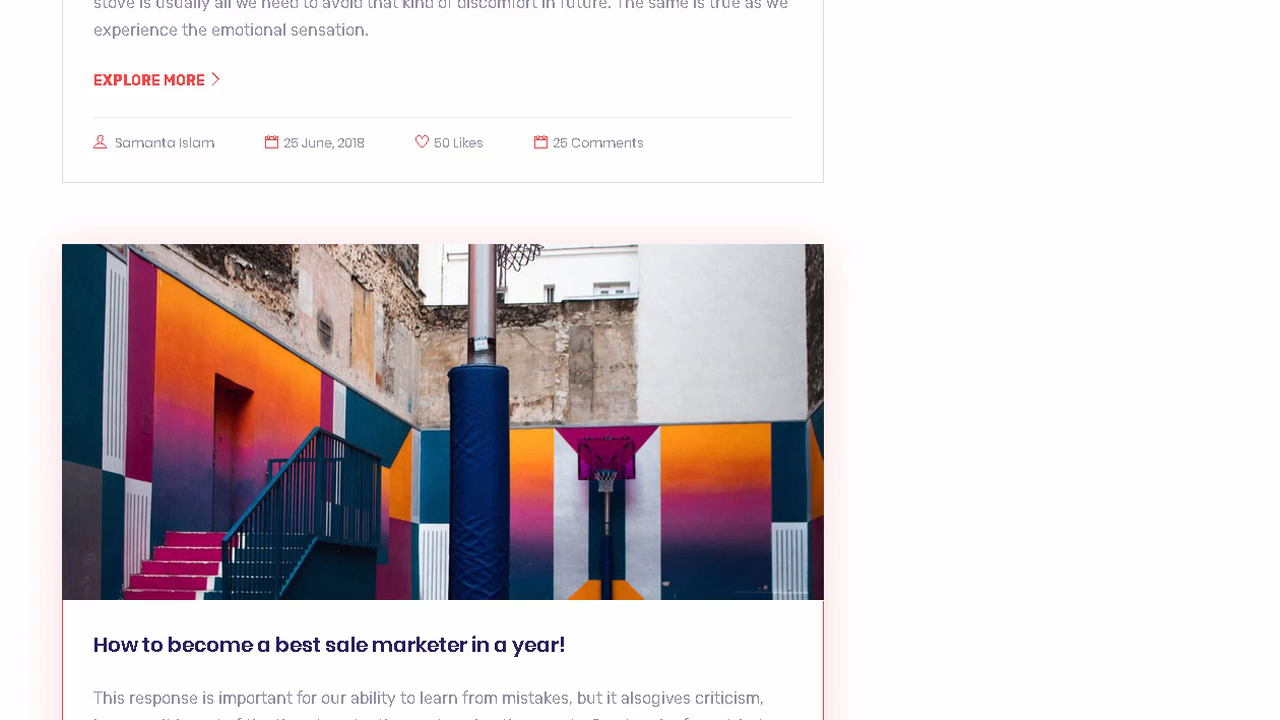 stove is usually all we need to avoid that kind of discomfort in future. The same is true as we
experience the emotional sensation.
EXPLORE MORE
Samanta Islam 25 June, 2018 50 Likes 25 Comments
How to become a best sale marketer in a year!
This response is important for our ability to learn from mistakes, but it alsogives criticism,